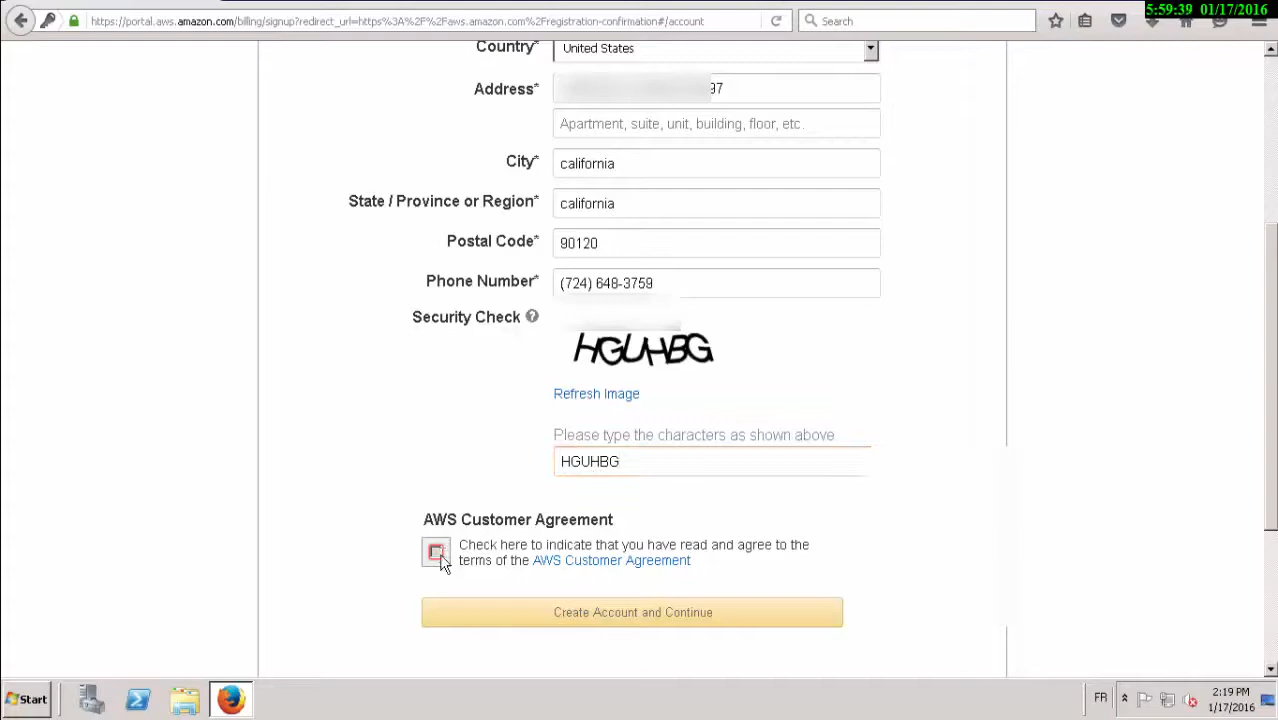 5:59:39 01/17/2016
https://portal.aws.amazon.com/billing/signup?redirect_url=https%3A%2F%2Faws.amazon.com%2Fregistration-confirmation#/account
Search
Country* United States
Address* 97
Apartment, suite, unit, building, floor, etc.
City* california
State / Province or Region* california
Postal Code* 90120
Phone Number* (724) 648-3759
Security Check ?
HGUHBG
Refresh Image
Please type the characters as shown above
HGUHBG
AWS Customer Agreement
Check here to indicate that you have read and agree to the
terms of the AWS Customer Agreement
Create Account and Continue
Start
FR
2:19 PM
1/17/2016